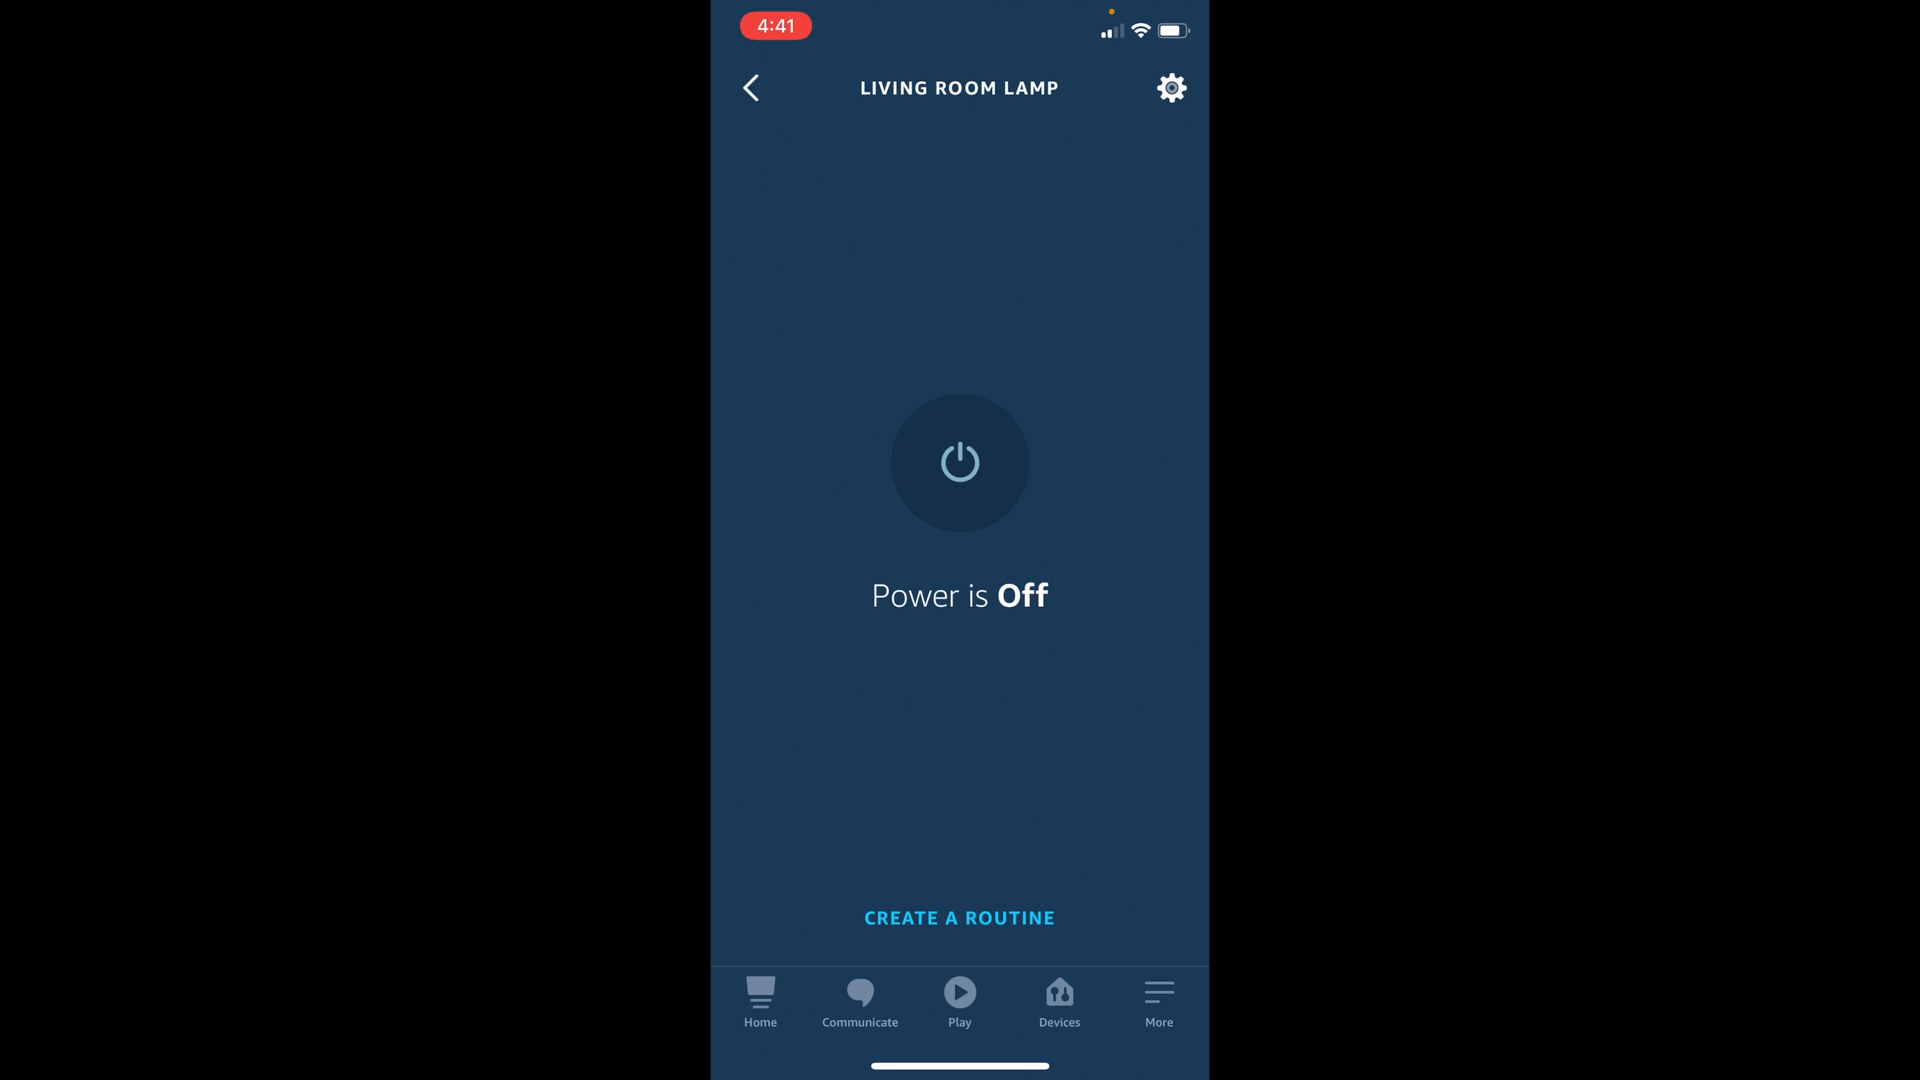 4:41
LIVING ROOM LAMP
Power is Off
CREATE A ROUTINE
Home Communicate Play Devices More